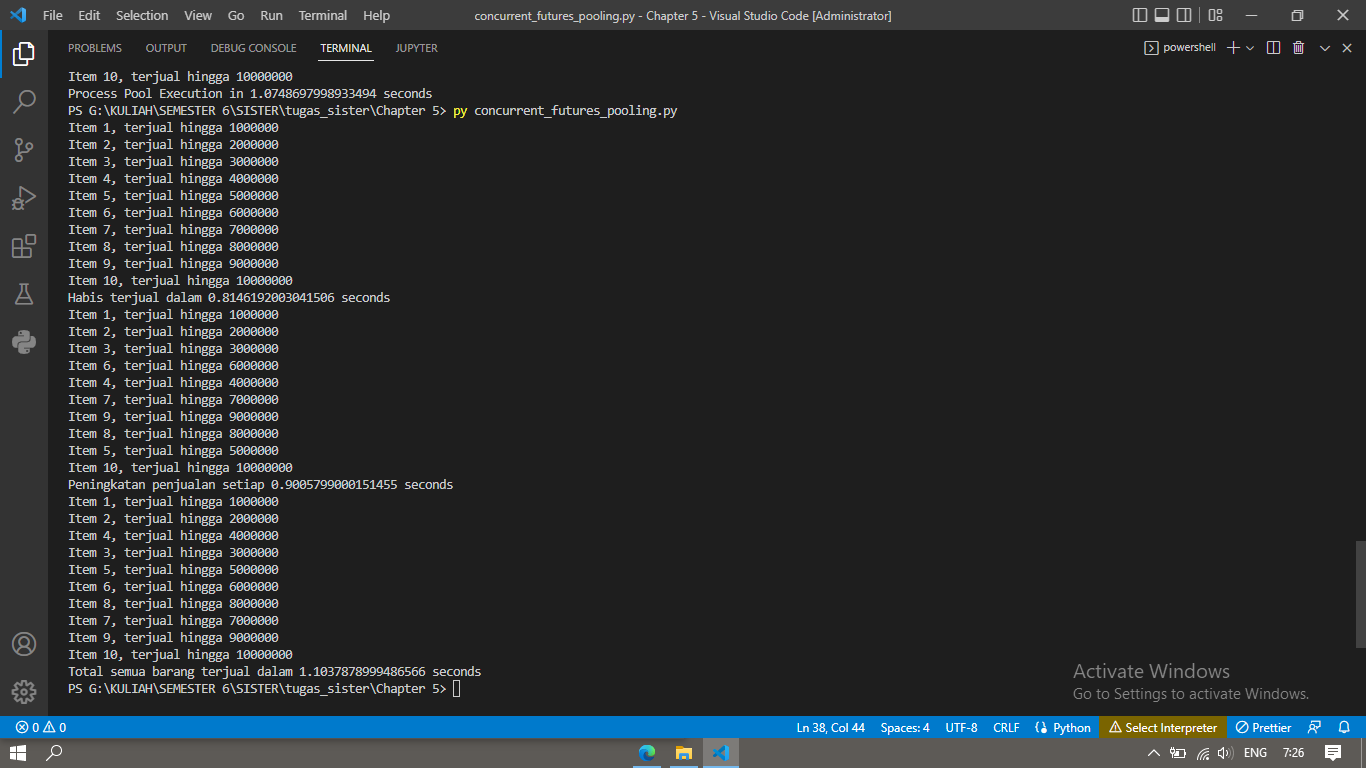 File Edit Selection View Go Run Terminal Help concurrent_futures_pooling.py - Chapter 5 - Visual Studio Code [Administrator]
PROBLEMS OUTPUT DEBUG CONSOLE TERMINAL JUPYTER powershell
Item 10, terjual hingga 10000000
Process Pool Execution in 1.0748697998933494 seconds
PS G:\KULIAH\SEMESTER 6\SISTER\tugas_sister\Chapter 5> py concurrent_futures_pooling.py
Item 1, terjual hingga 1000000
Item 2, terjual hingga 2000000
Item 3, terjual hingga 3000000
Item 4, terjual hingga 4000000
Item 5, terjual hingga 5000000
Item 6, terjual hingga 6000000
Item 7, terjual hingga 7000000
Item 8, terjual hingga 8000000
Item 9, terjual hingga 9000000
Item 10, terjual hingga 10000000
Habis terjual dalam 0.8146192003041506 seconds
Item 1, terjual hingga 1000000
Item 2, terjual hingga 2000000
Item 3, terjual hingga 3000000
Item 6, terjual hingga 6000000
Item 4, terjual hingga 4000000
Item 7, terjual hingga 7000000
Item 9, terjual hingga 9000000
Item 8, terjual hingga 8000000
Item 5, terjual hingga 5000000
Item 10, terjual hingga 10000000
Peningkatan penjualan setiap 0.9005799000151455 seconds
Item 1, terjual hingga 1000000
Item 2, terjual hingga 2000000
Item 4, terjual hingga 4000000
Item 3, terjual hingga 3000000
Item 5, terjual hingga 5000000
Item 6, terjual hingga 6000000
Item 8, terjual hingga 8000000
Item 7, terjual hingga 7000000
Item 9, terjual hingga 9000000
Item 10, terjual hingga 10000000
Total semua barang terjual dalam 1.1037878999486566 seconds
PS G:\KULIAH\SEMESTER 6\SISTER\tugas_sister\Chapter 5>
Activate Windows
Go to Settings to activate Windows.
0 0 Ln 38, Col 44 Spaces: 4 UTF-8 CRLF Python Select Interpreter Prettier
ENG 7:26